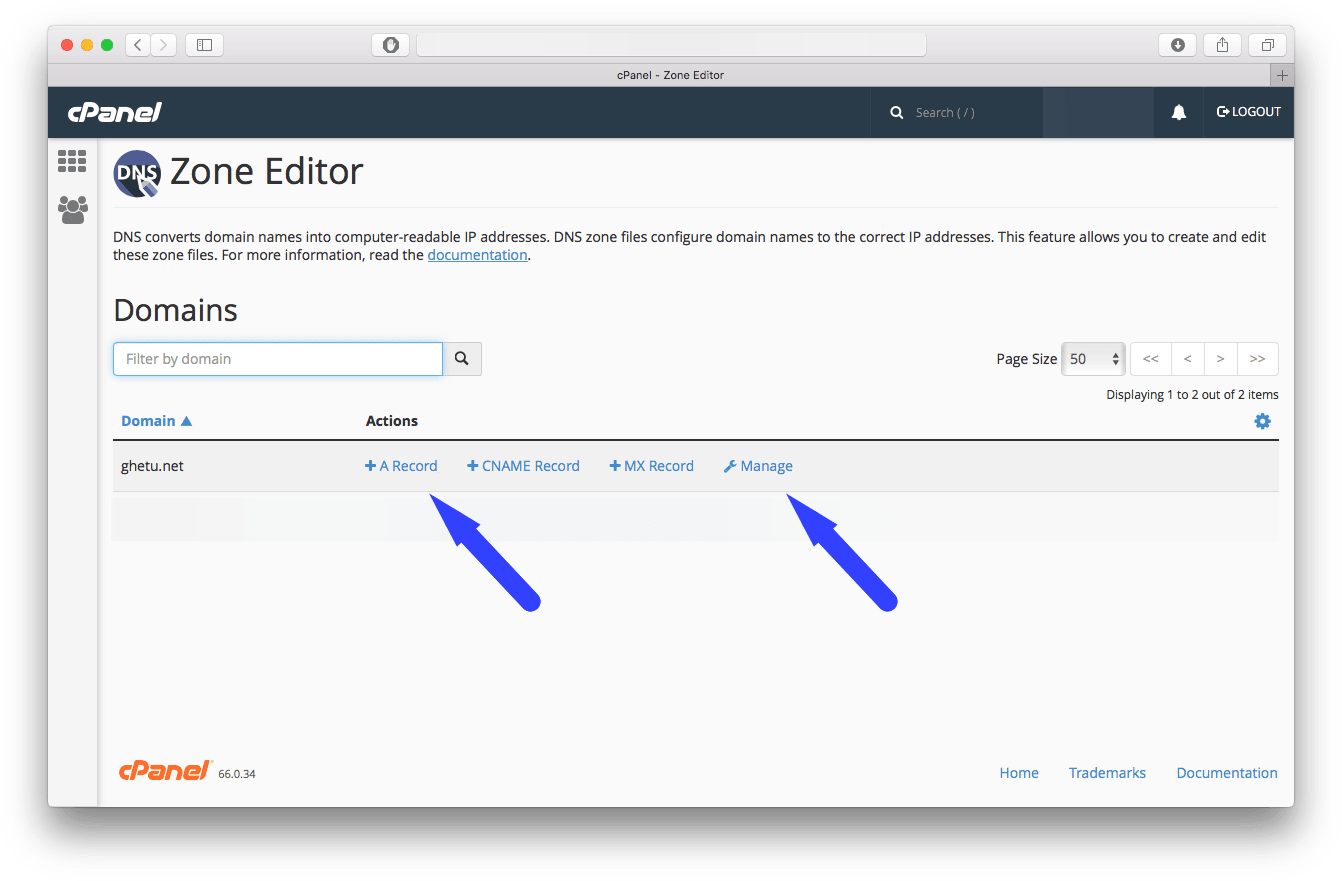 cPanel - Zone Editor
cPanel
Search ( / )
LOGOUT
DNS
Zone Editor
DNS converts domain names into computer-readable IP addresses. DNS zone files configure domain names to the correct IP addresses. This feature allows you to create and edit
these zone files. For more information, read the documentation.
Domains
Filter by domain
Page Size 50 << < > >>
Displaying 1 to 2 out of 2 items
Domain Actions
ghetu.net + A Record + CNAME Record + MX Record Manage
cPanel 66.0.34
Home Trademarks Documentation